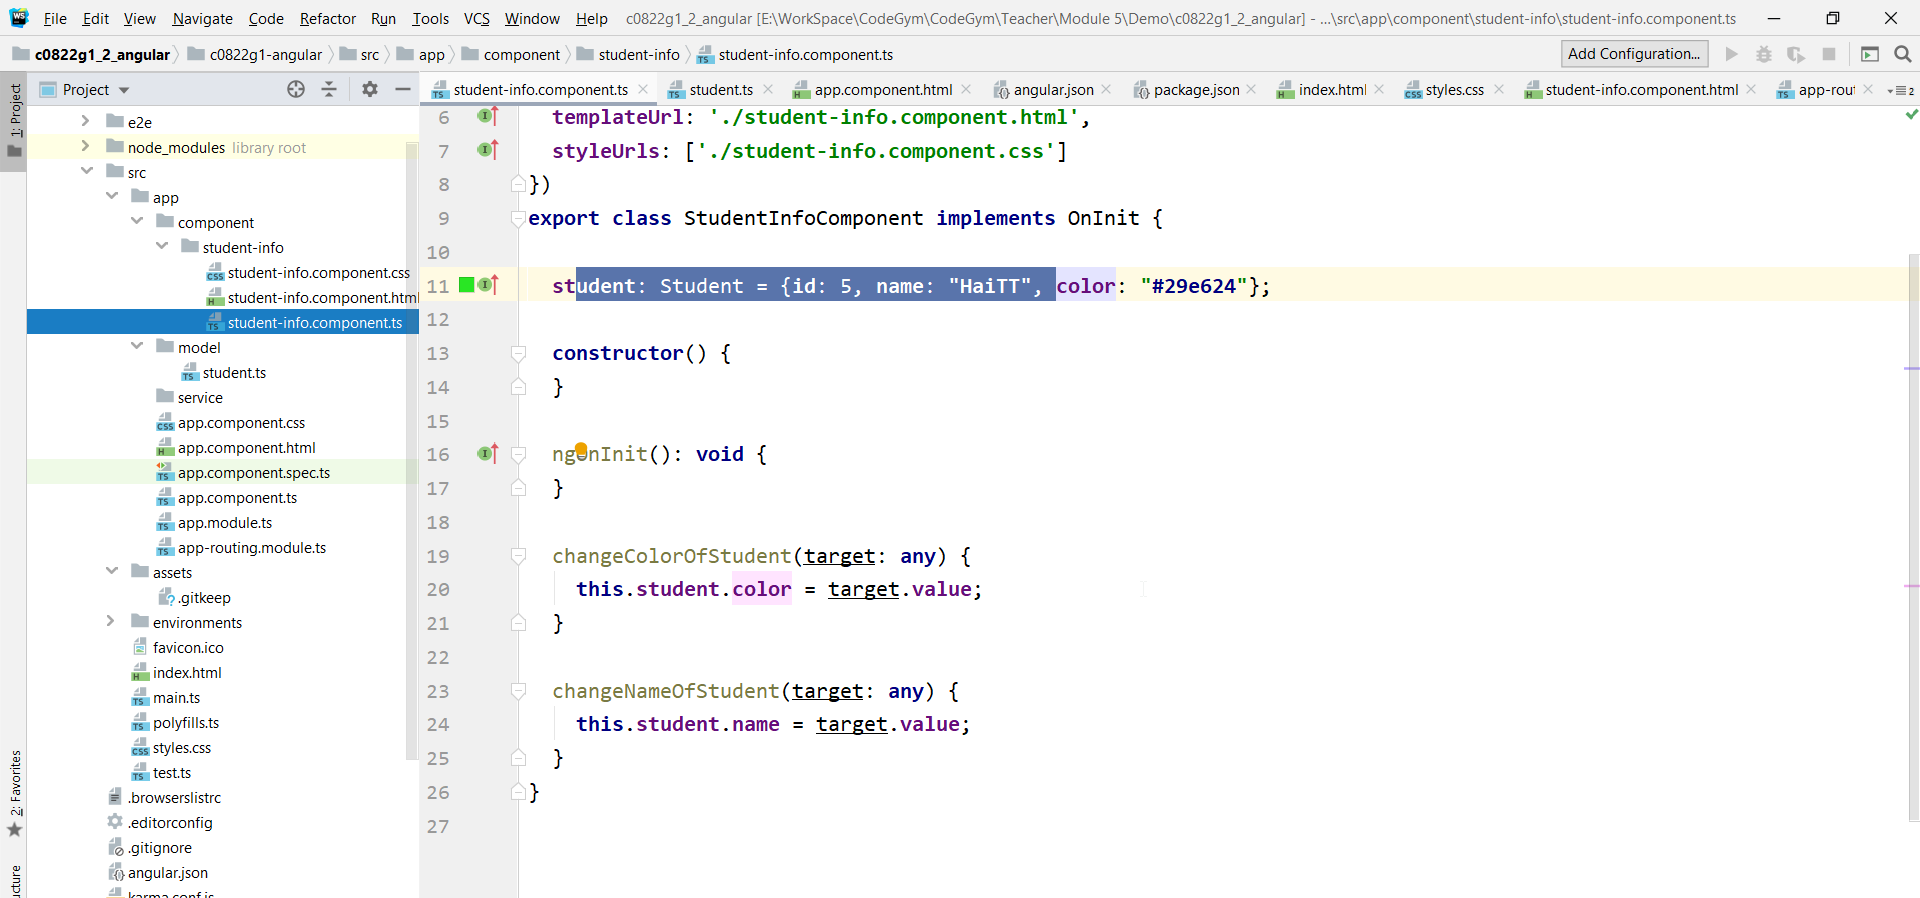 File Edit View Navigate Code Refactor Run Tools VCS Window Help c0822g1_2_angular [E:\WorkSpace\CodeGym\CodeGym\Teacher\Module 5\Demo\c0822g1_2_angular] - ...\src\app\component\student-info\student-info.component.ts
c0822g1_2_angular c0822g1-angular src app component student-info student-info.component.ts Add Configuration...
Project
student-info.component.ts student.ts app.component.html angular.json package.json index.html styles.css student-info.component.html app-rout 2
1: Project
2: Favorites
ucture
e2e
node_modules library root
src
app
component
student-info
student-info.component.css
student-info.component.html
student-info.component.ts
model
student.ts
service
app.component.css
app.component.html
app.component.spec.ts
app.component.ts
app.module.ts
app-routing.module.ts
assets
.gitkeep
environments
favicon.ico
index.html
main.ts
polyfills.ts
styles.css
test.ts
.browserslistrc
.editorconfig
.gitignore
angular.json
karma.conf.js
6 templateUrl: './student-info.component.html',
7 styleUrls: ['./student-info.component.css']
8 })
9 export class StudentInfoComponent implements OnInit {
10
11 student: Student = {id: 5, name: "HaiTT", color: "#29e624"};
12
13 constructor() {
14 }
15
16 ngOnInit(): void {
17 }
18
19 changeColorOfStudent(target: any) {
20 this.student.color = target.value;
21 }
22
23 changeNameOfStudent(target: any) {
24 this.student.name = target.value;
25 }
26 }
27